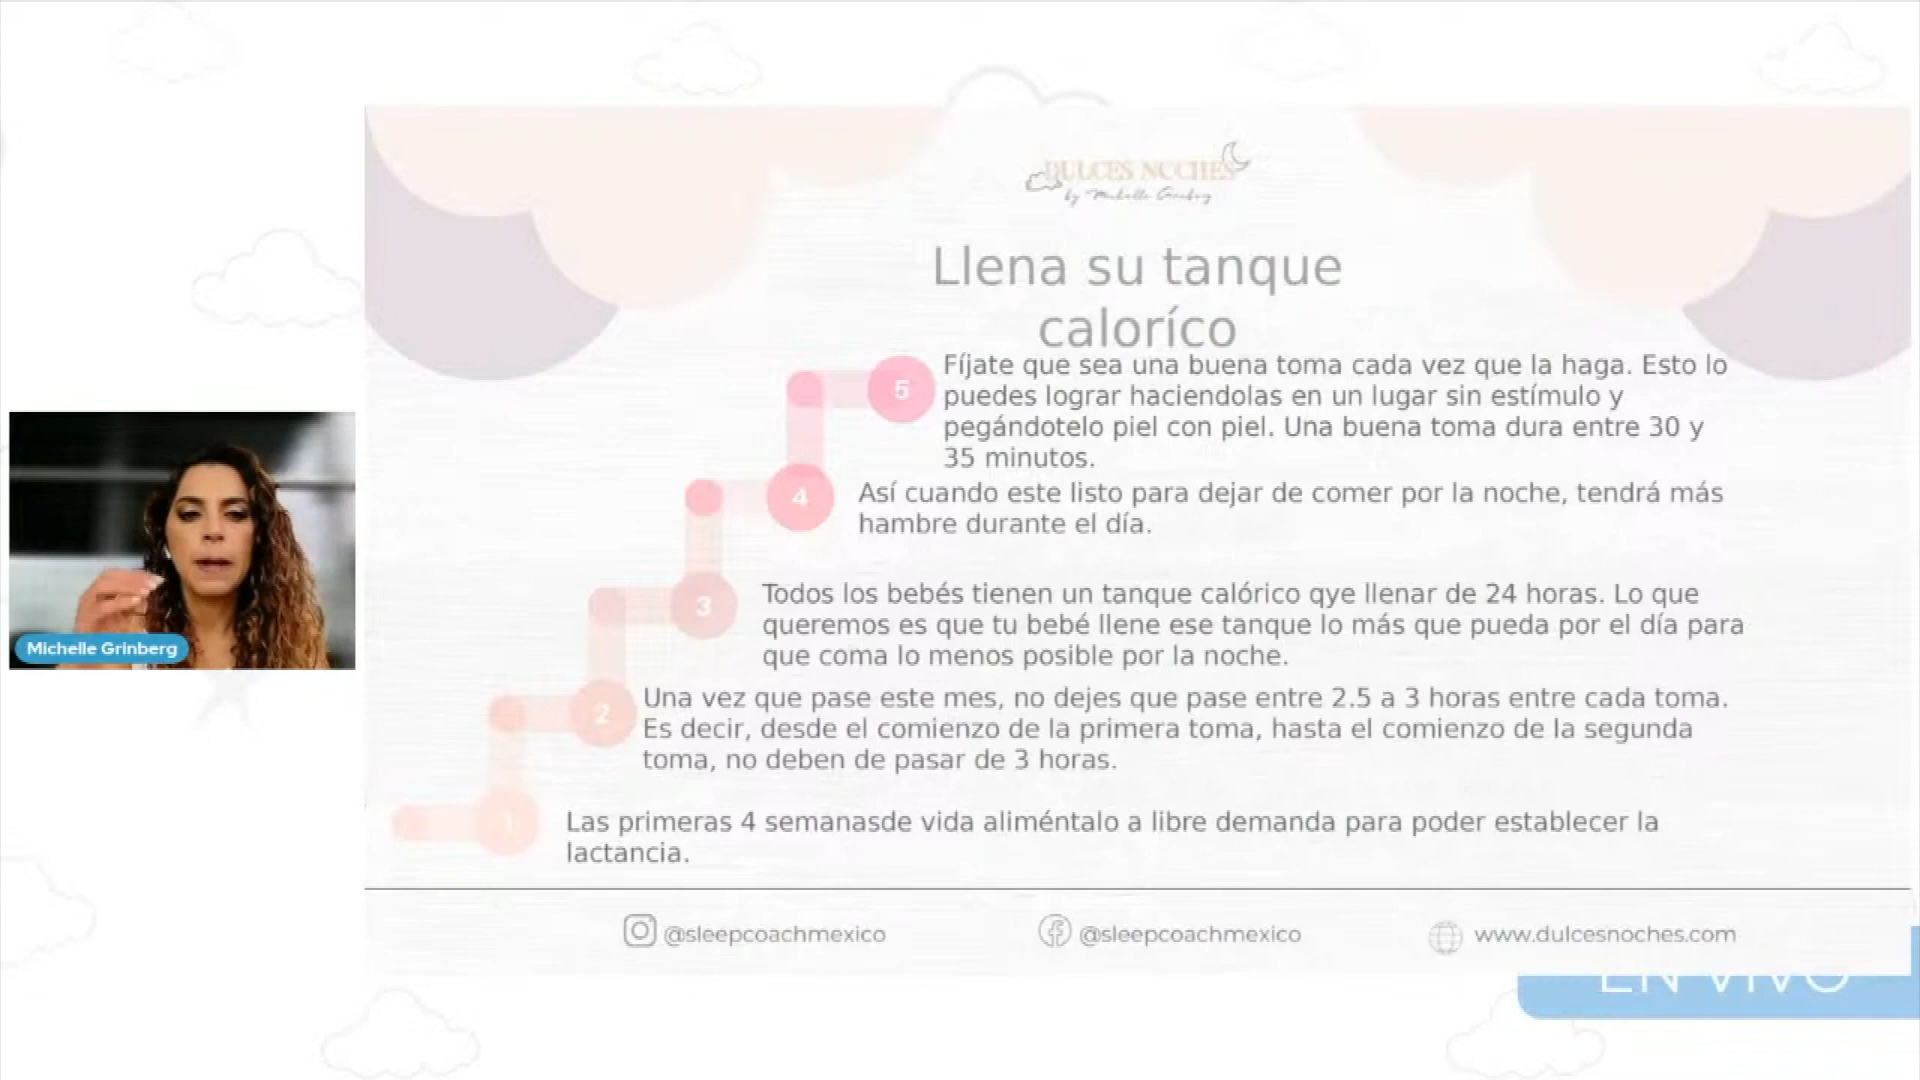 DULCES NOCHES
by Michelle Grinberg
Llena su tanque
caloríco
5
Fíjate que sea una buena toma cada vez que la haga. Esto lo
puedes lograr haciendolas en un lugar sin estímulo y
pegándotelo piel con piel. Una buena toma dura entre 30 y
35 minutos.
4
Así cuando este listo para dejar de comer por la noche, tendrá más
hambre durante el día.
3
Todos los bebés tienen un tanque calórico qye llenar de 24 horas. Lo que
queremos es que tu bebé llene ese tanque lo más que pueda por el día para
que coma lo menos posible por la noche.
2
Una vez que pase este mes, no dejes que pase entre 2.5 a 3 horas entre cada toma.
Es decir, desde el comienzo de la primera toma, hasta el comienzo de la segunda
toma, no deben de pasar de 3 horas.
1
Las primeras 4 semanasde vida aliméntalo a libre demanda para poder establecer la
lactancia.
Michelle Grinberg
@sleepcoachmexico
@sleepcoachmexico
www.dulcesnoches.com
EN VIVO